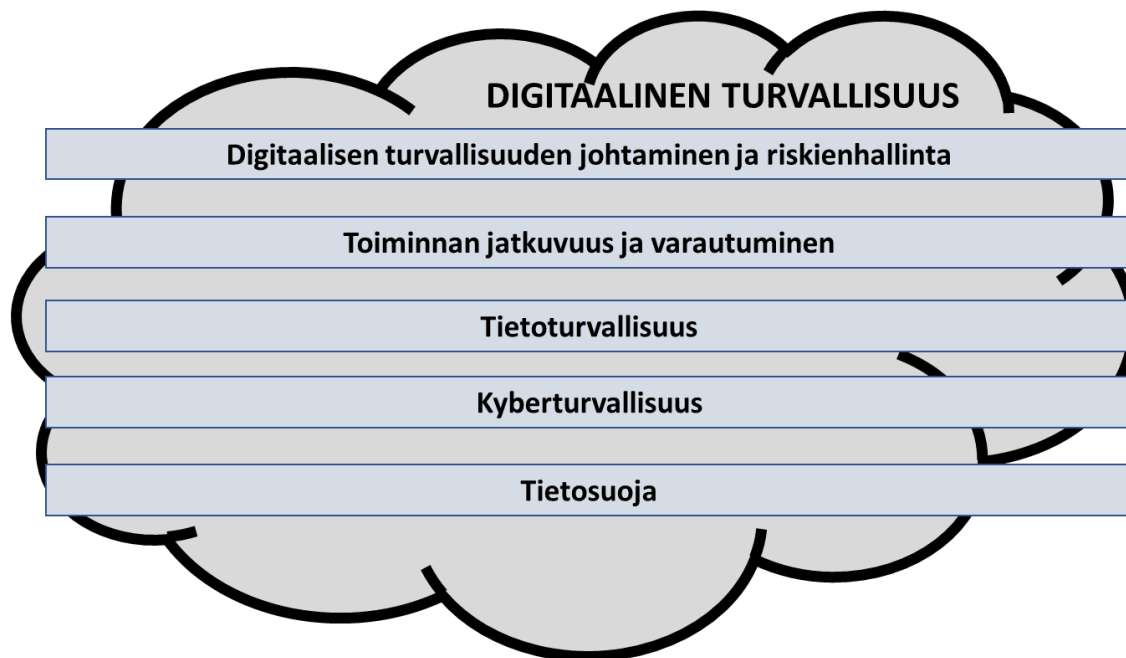 DIGITAALINEN TURVALLISUUS
Digitaalisen turvallisuuden johtaminen ja riskienhallinta
Toiminnan jatkuvuus ja varautuminen
Tietoturvallisuus
Kyberturvallisuus
Tietosuoja